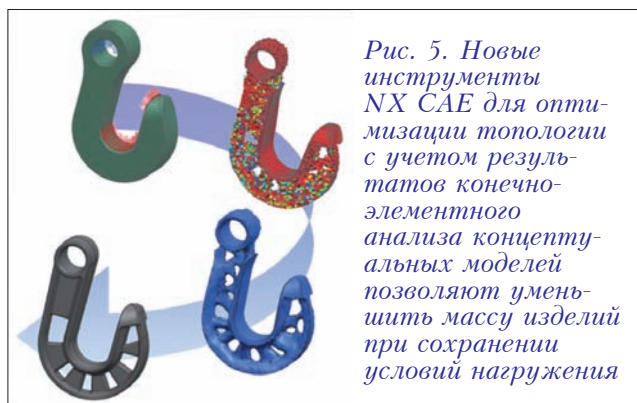 Рис. 5. Новые
инструменты
NX CAE для опти-
мизации топологии
с учетом резуль-
татов конечно-
элементного
анализа концепту-
альных моделей
позволяют умень-
шить массу изделий
при сохранении
условий нагружения